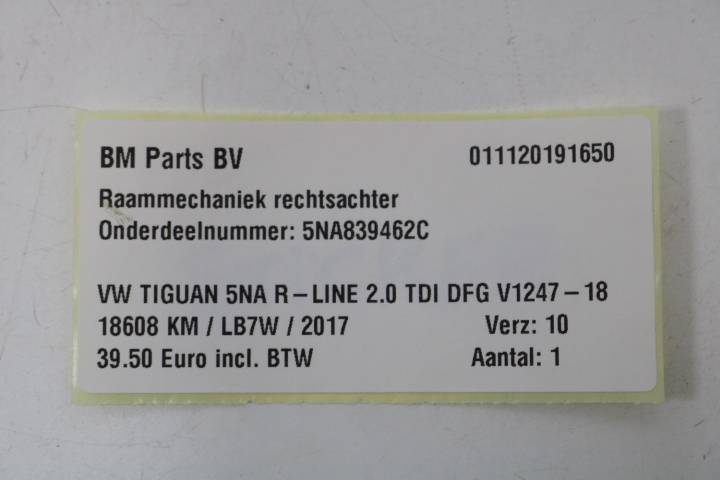 BM Parts BV 011120191650
Raammechaniek rechtsachter
Onderdeelnummer: 5NA839462C
VW TIGUAN 5NA R-LINE 2.0 TDI DFG V1247-18
18608 KM / LB7W / 2017 Verz: 10
39.50 Euro incl. BTW Aantal: 1